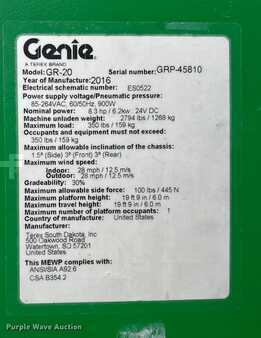 Genie
A TEREX BRAND
Model: GR-20 Serial number: GRP-45810
Year of Manufacture: 2016
Electrical schematic number: ES0522
Power supply voltage/Pneumatic pressure:
85-264VAC, 60/50Hz, 900W
Nominal power: 8.3 hp / 6.2kw , 24V DC
Machine unladen weight: 2794 lbs / 1268 kg
Maximum load: 350 lb / 159 kg
Occupants and equipment must not exceed:
350 lb / 159 kg
Maximum allowable inclination of the chassis:
1.5º (Side) 3º (Front) 3º (Rear)
Maximum wind speed:
Indoor: 28 mph / 12.5 m/s
Outdoor: 28 mph / 12.5 m/s
Gradeability: 30%
Maximum allowable side force: 100 lbs / 445 N
Maximum platform height: 19 ft 9 in / 6.0 m
Maximum travel height: 19 ft 9 in / 6.0 m
Maximum number of platform occupants: 1
Country of manufacture: United States
Manufacturer:
Terex South Dakota, Inc
500 Oakwood Road
Watertown, SD 57201
United States
This MEWP complies with:
ANSI/SIA A92.6
CSA B354.2
Purple Wave Auction